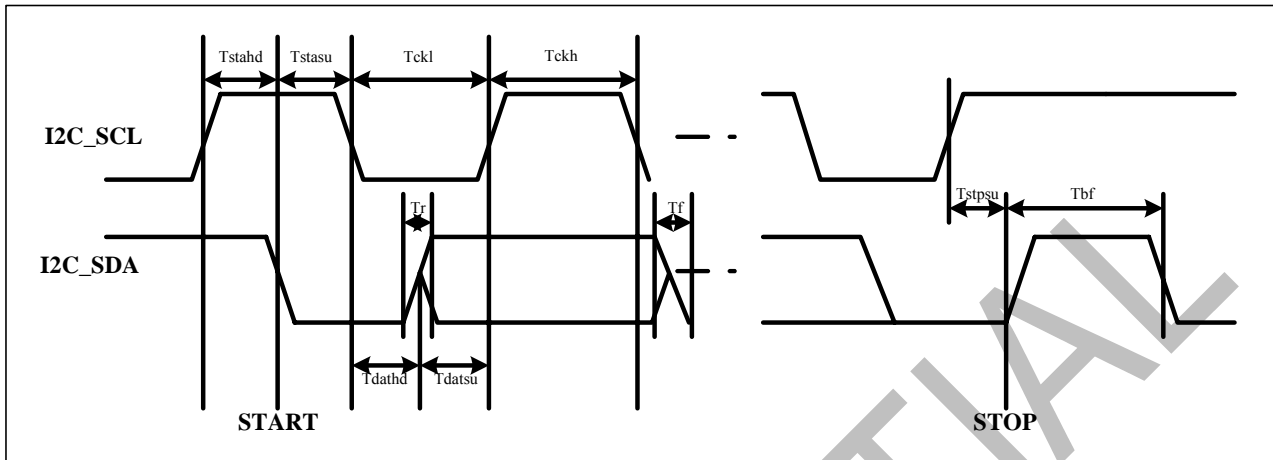 Tstahd Tstasu Tckl Tckh
I2C_SCL
Tstpsu Tbf
Tr Tf
I2C_SDA
Tdathd Tdatsu
START STOP
TIAL